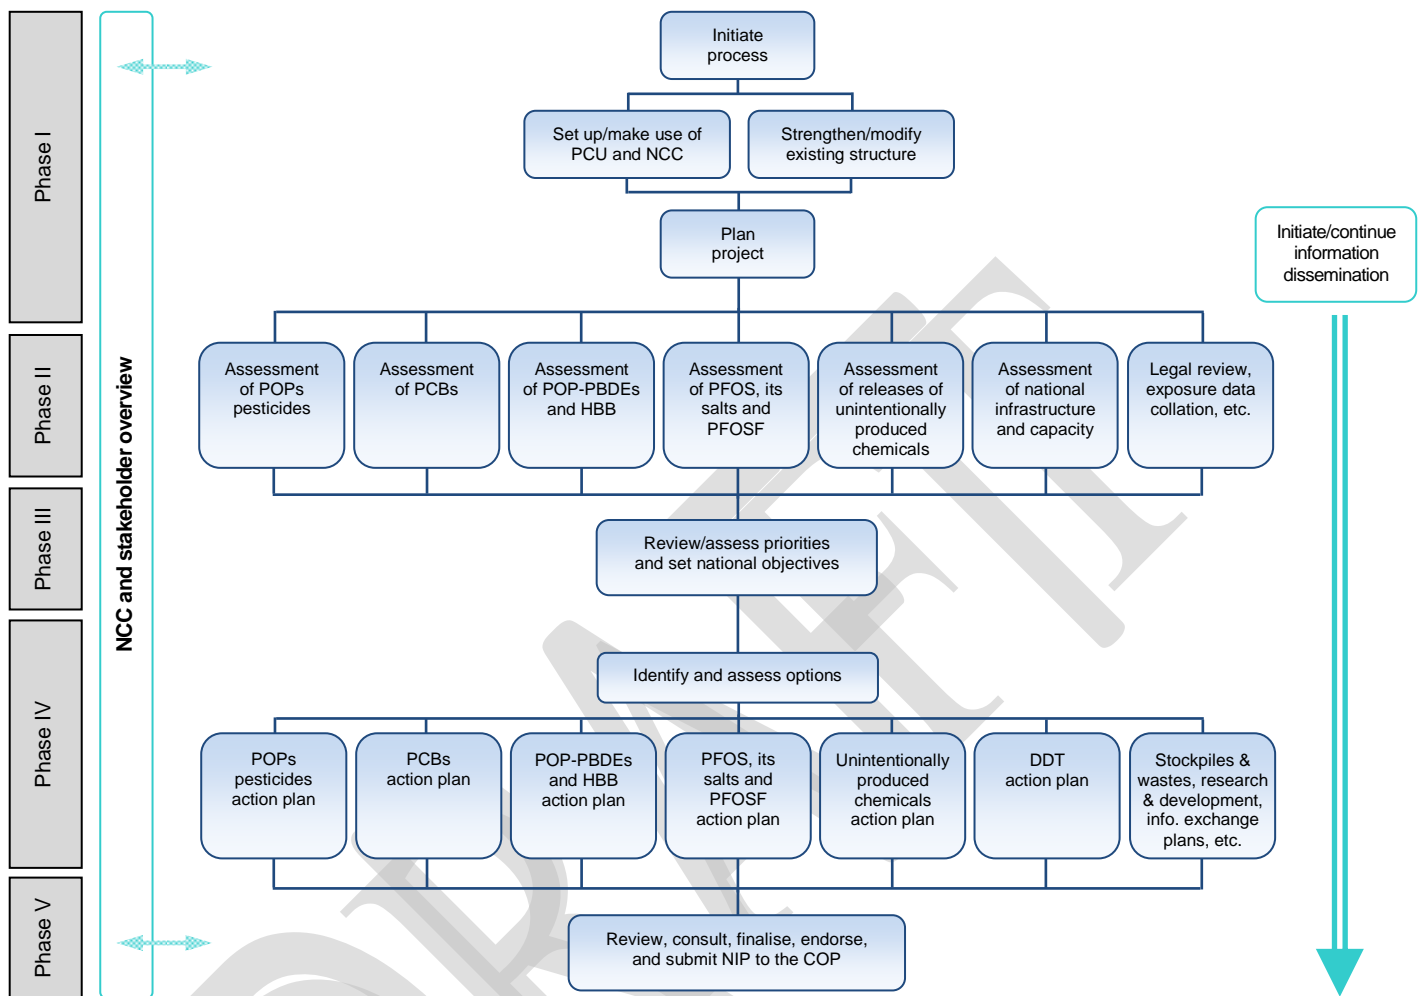 Phase I
Phase II
Phase III
Phase IV
Phase V
NCC and stakeholder overview
Initiate
process
Set up/make use of
PCU and NCC
Strengthen/modify
existing structure
Plan
project
Initiate/continue
information
dissemination
Assessment
of POPs
pesticides
Assessment
of PCBs
Assessment
of POP-PBDEs
and HBB
Assessment
of PFOS, its
salts and
PFOSF
Assessment
of releases of
unintentionally
produced
chemicals
Assessment
of national
infrastructure
and capacity
Legal review,
exposure data
collation, etc.
Review/assess priorities
and set national objectives
Identify and assess options
POPs
pesticides
action plan
PCBs
action plan
POP-PBDEs
and HBB
action plan
PFOS, its
salts and
PFOSF
action plan
Unintentionally
produced
chemicals
action plan
DDT
action plan
Stockpiles &
wastes, research
& development,
info. exchange
plans, etc.
Review, consult, finalise, endorse,
and submit NIP to the COP
DRAFT